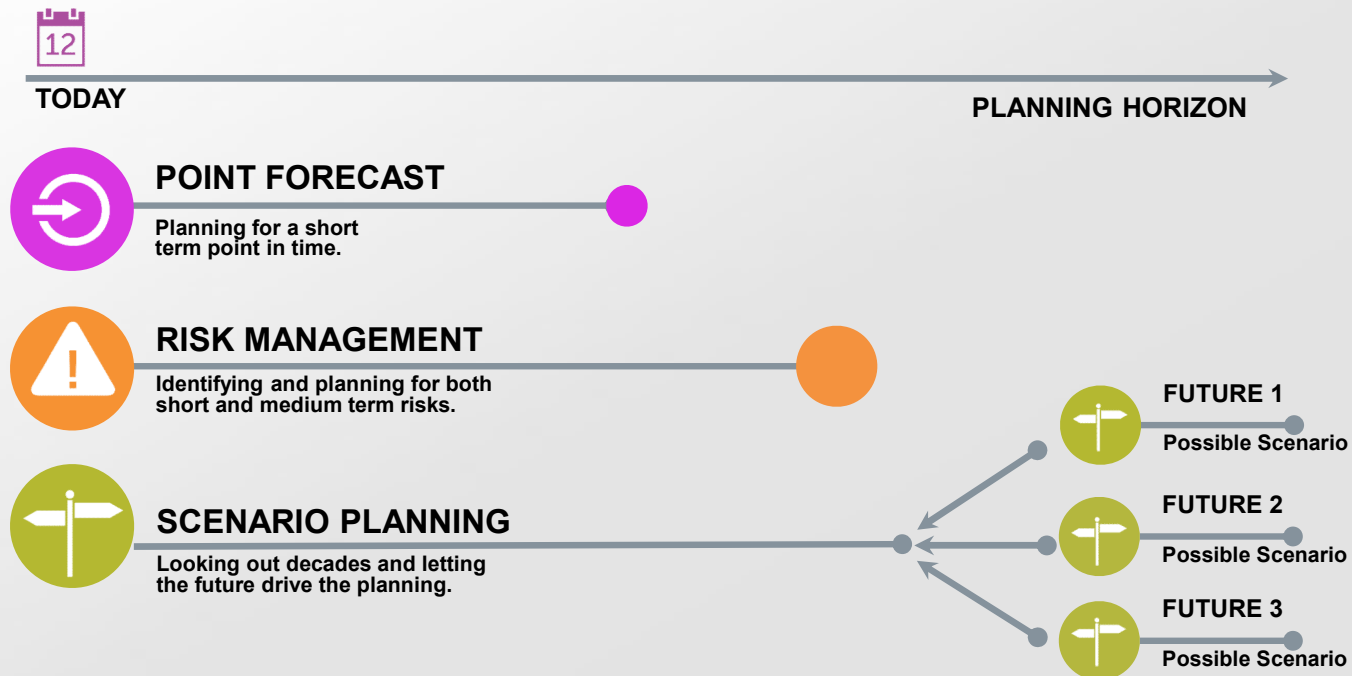 12
TODAY
PLANNING HORIZON
POINT FORECAST
Planning for a short
term point in time.
RISK MANAGEMENT
Identifying and planning for both
short and medium term risks.
SCENARIO PLANNING
Looking out decades and letting
the future drive the planning.
FUTURE 1
Possible Scenario
FUTURE 2
Possible Scenario
FUTURE 3
Possible Scenario